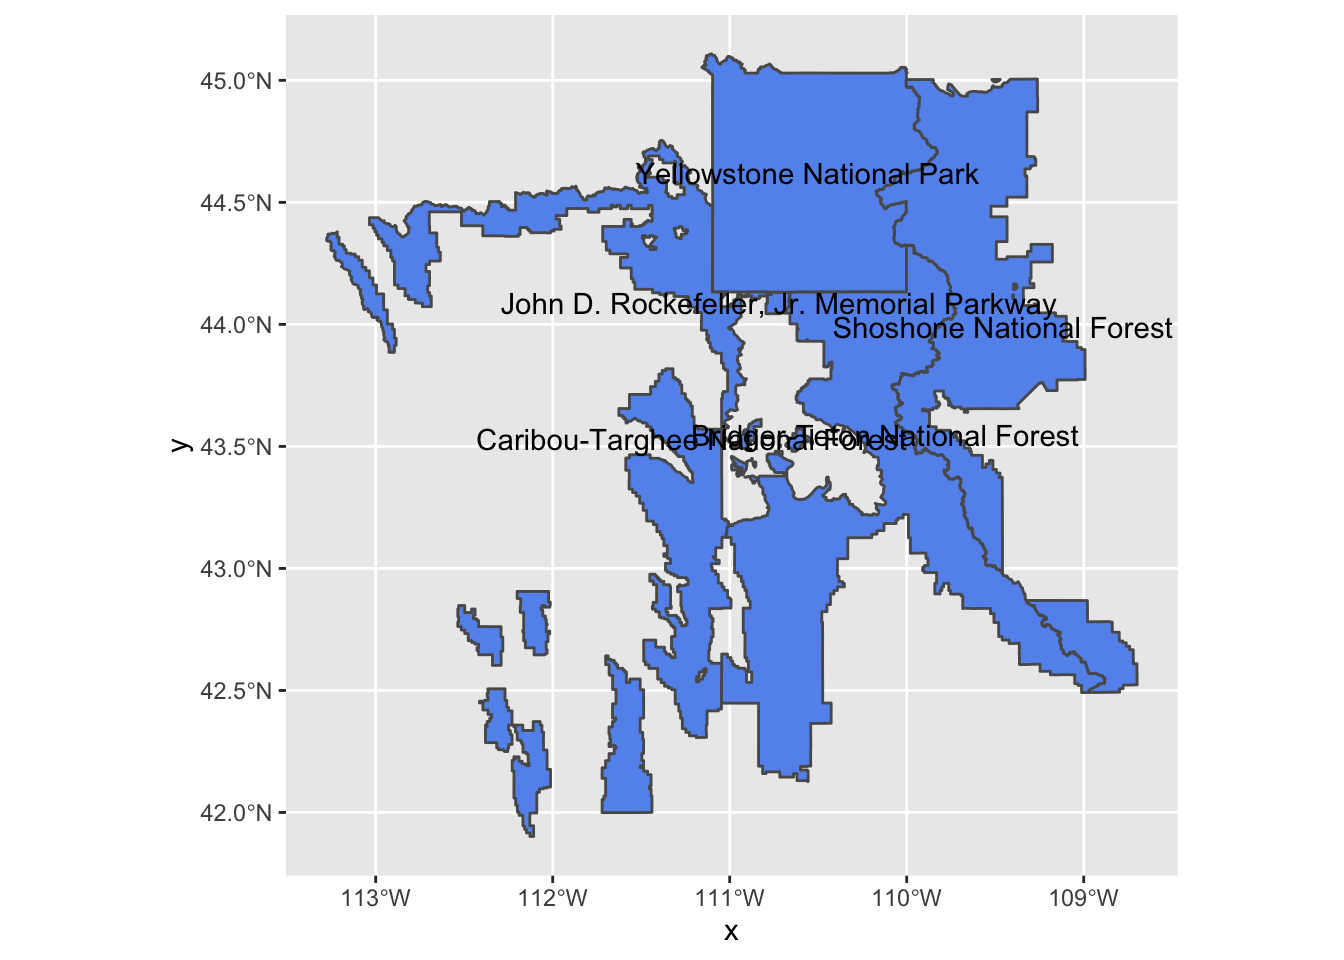 45.0°N
Yellowstone National Park
44.5°N
John D. Rockefeller, Jr. Memorial Parkway
44.0°N
Shoshone National Forest
y
43.5°N
Caribou-Targhee National Forest
Bridger-Teton National Forest
43.0°N
42.5°N
42.0°N
113°W 112°W 111°W 110°W 109°W
x